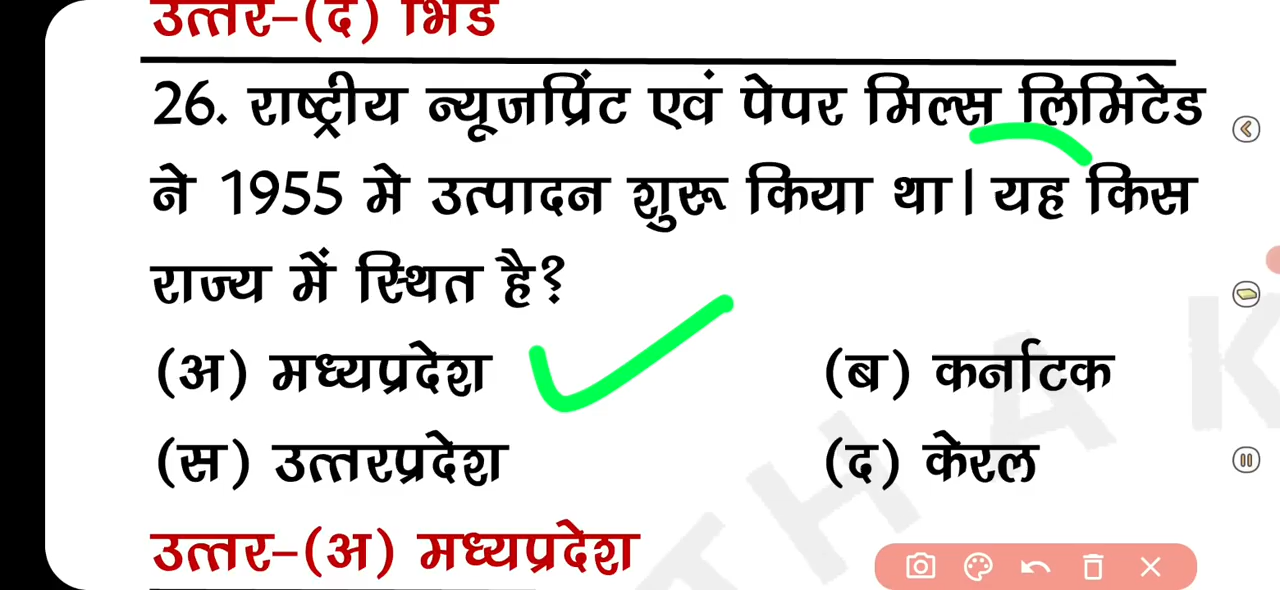 उत्तर–(द) भिंड
26. राष्ट्रीय न्यूजप्रिंट एवं पेपर मिल्स लिमिटेड
ने 1955 मे उत्पादन शुरू किया था| यह किस
राज्य में स्थित है?
(अ) मध्यप्रदेश (ब) कर्नाटक
(स) उत्तरप्रदेश (द) केरल
उत्तर–(अ) मध्यप्रदेश